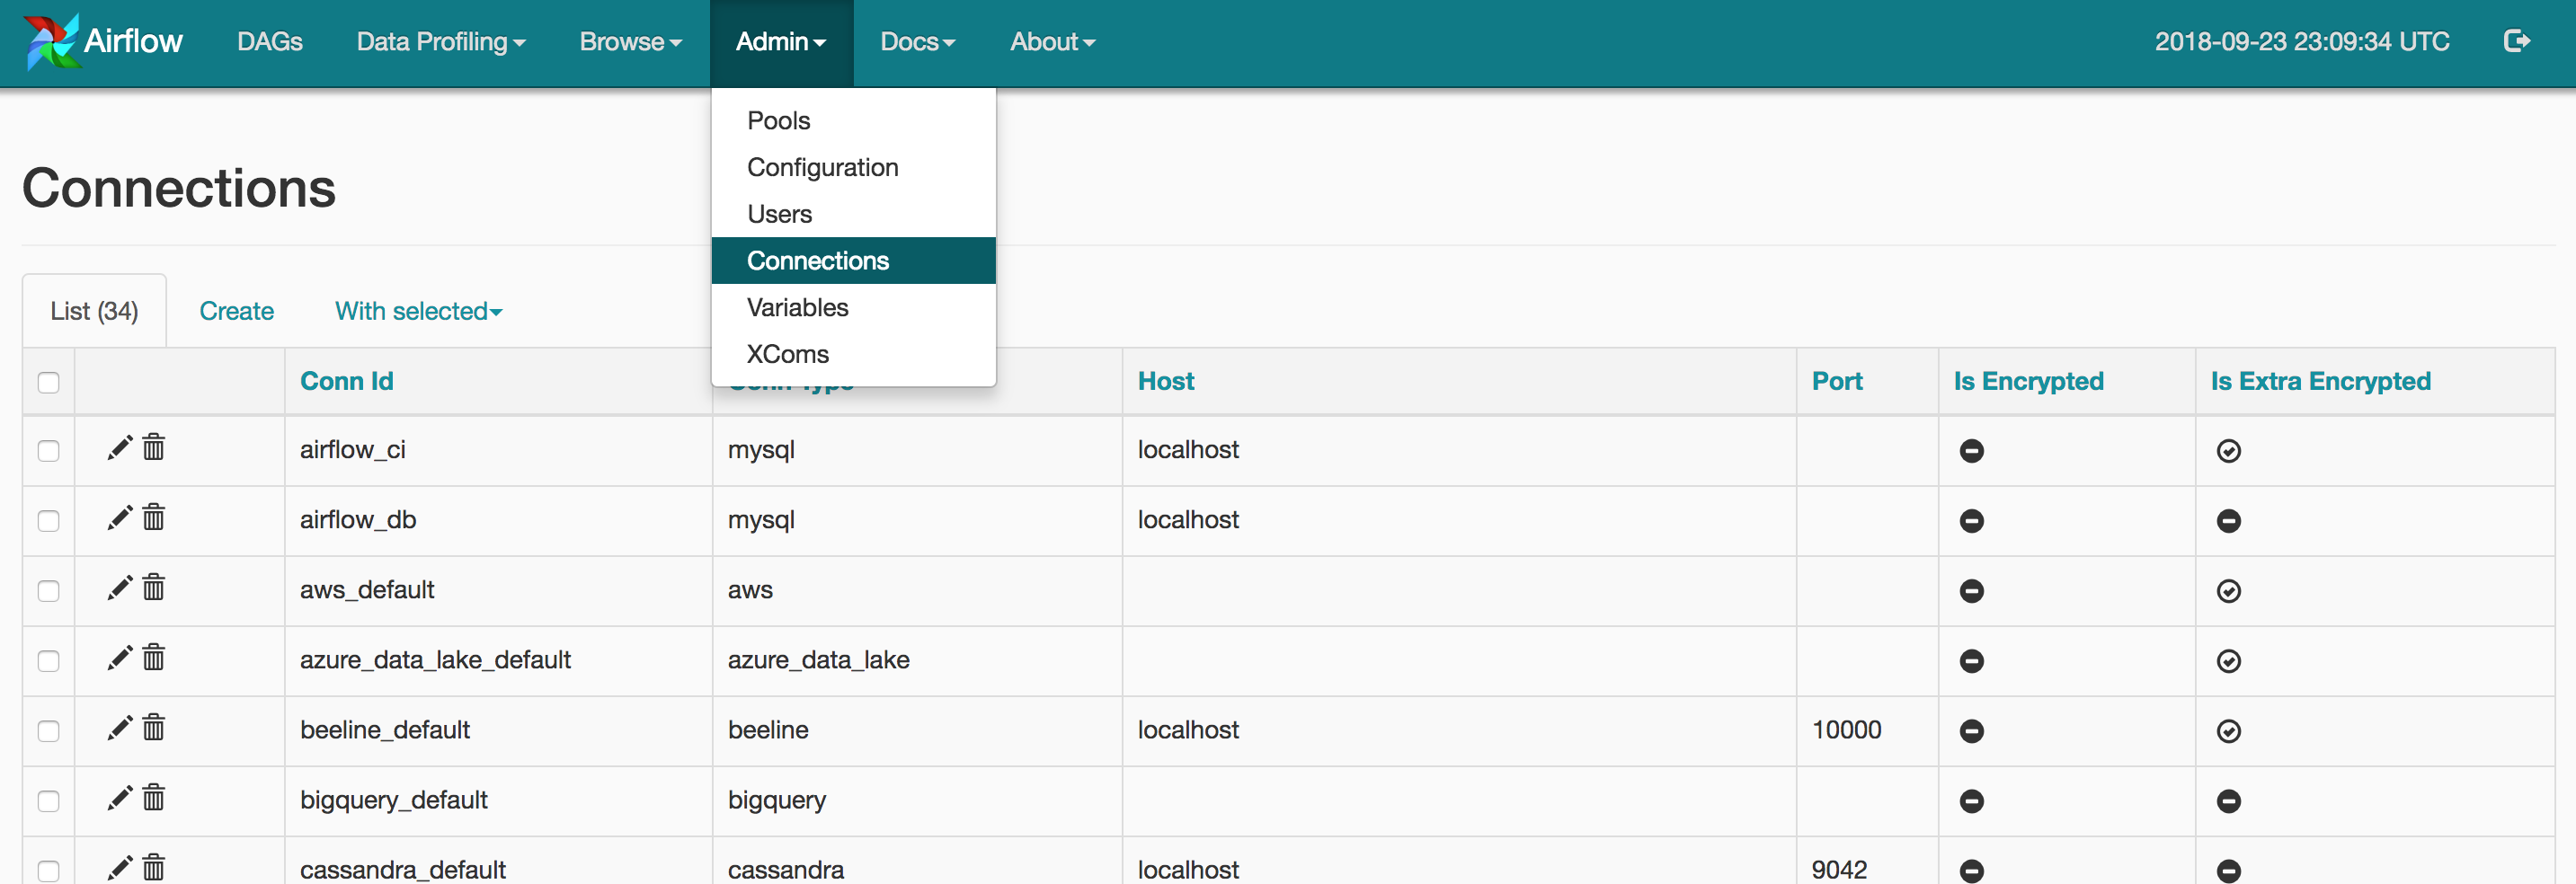 Airflow DAGs Data Profiling Browse Admin Docs About 2018-09-23 23:09:34 UTC
Pools
Configuration
Users
Connections
Variables
XComs
Connections
List (34) Create With selected
Conn Id Conn Type Host Port Is Encrypted Is Extra Encrypted
airflow_ci mysql localhost
airflow_db mysql localhost
aws_default aws
azure_data_lake_default azure_data_lake
beeline_default beeline localhost 10000
bigquery_default bigquery
cassandra_default cassandra localhost 9042